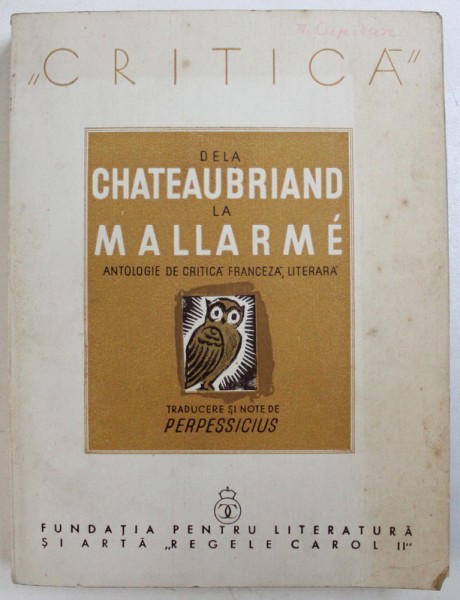 „CRITICĂ"
DELA
CHATEAUBRIAND
LA
MALLARMÉ
ANTOLOGIE DE CRITICĂ FRANCEZĂ, LITERARĂ
TRADUCERE ȘI NOTE DE
PERPESSICIUS
FUNDAȚIA PENTRU LITERATURĂ
ȘI ARTĂ „REGELE CAROL II"